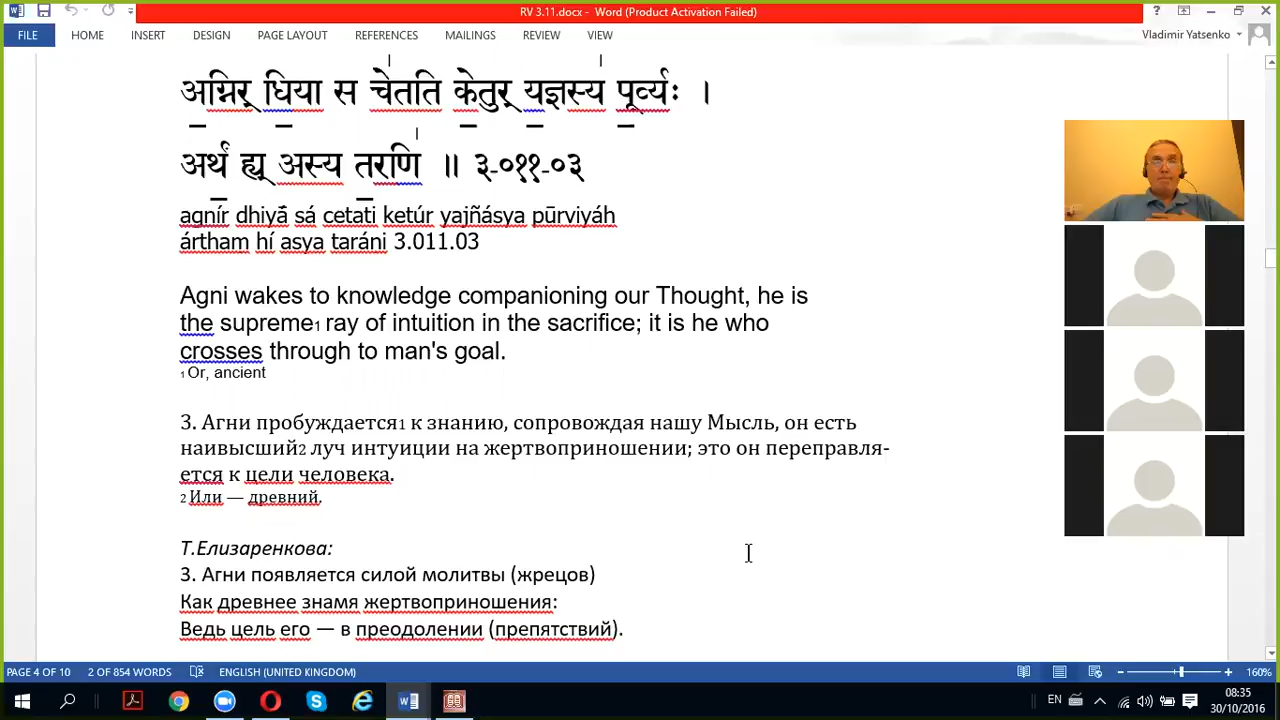 RV 3.11.docx - Word (Product Activation Failed)
FILE HOME INSERT DESIGN PAGE LAYOUT REFERENCES MAILINGS REVIEW VIEW Vladimir Yatsenko
अ॒ग्निर् धि॒या स चे॑तति के॒तुर् य॒ज्ञस्य॑ पू॒र्व्यः ।
अर्थं॒ ह्य् अस्य त॒रणि॑ ॥ ३-०११-०३
agnír dhiyā́ sá cetati ketúr yajñásya pūrviyáh
ártham hí asya taráni 3.011.03
Agni wakes to knowledge companioning our Thought, he is
the supreme1 ray of intuition in the sacrifice; it is he who
crosses through to man's goal.
1 Or, ancient
3. Агни пробуждается1 к знанию, сопровождая нашу Мысль, он есть
наивысший2 луч интуиции на жертвоприношении; это он переправля-
ется к цели человека.
2 Или — древний.
Т.Елизаренкова:
3. Агни появляется силой молитвы (жрецов)
Как древнее знамя жертвоприношения:
Ведь цель его — в преодолении (препятствий).
PAGE 4 OF 10 2 OF 854 WORDS ENGLISH (UNITED KINGDOM) 160%
EN 08:35
30/10/2016